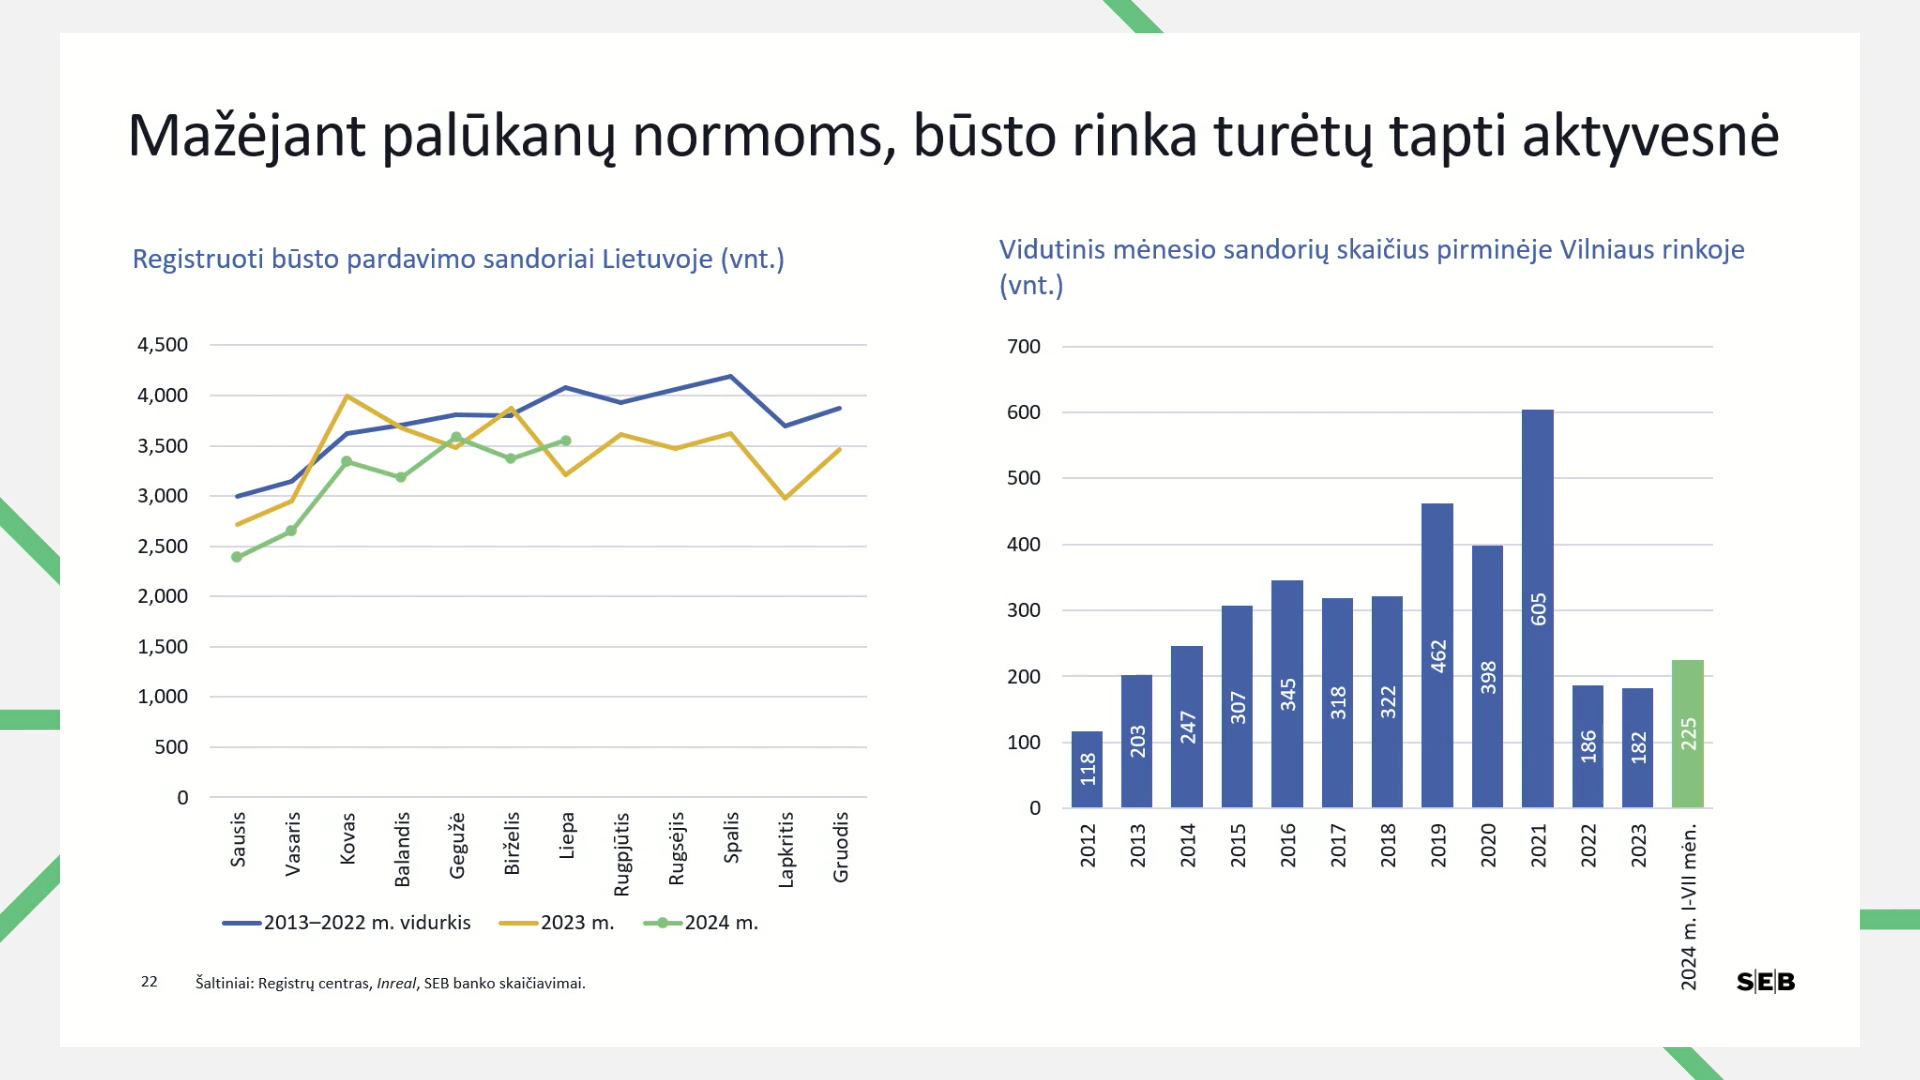 Mažėjant palūkanų normoms, būsto rinka turėtų tapti aktyvesnė
Registruoti būsto pardavimo sandoriai Lietuvoje (vnt.)
4,500
4,000
3,500
3,000
2,500
2,000
1,500
1,000
500
0
Sausis
Vasaris
Kovas
Balandis
Gegužė
Birželis
Liepa
Rugpjūtis
Rugsėjis
Spalis
Lapkritis
Gruodis
2013–2022 m. vidurkis
2023 m.
2024 m.
Vidutinis mėnesio sandorių skaičius pirminėje Vilniaus rinkoje
(vnt.)
700
600
500
400
300
200
100
0
118
203
247
307
345
318
322
462
398
605
186
182
225
2012
2013
2014
2015
2016
2017
2018
2019
2020
2021
2022
2023
2024 m. I-VII mėn.
22
Šaltiniai: Registrų centras, Inreal, SEB banko skaičiavimai.
SEB